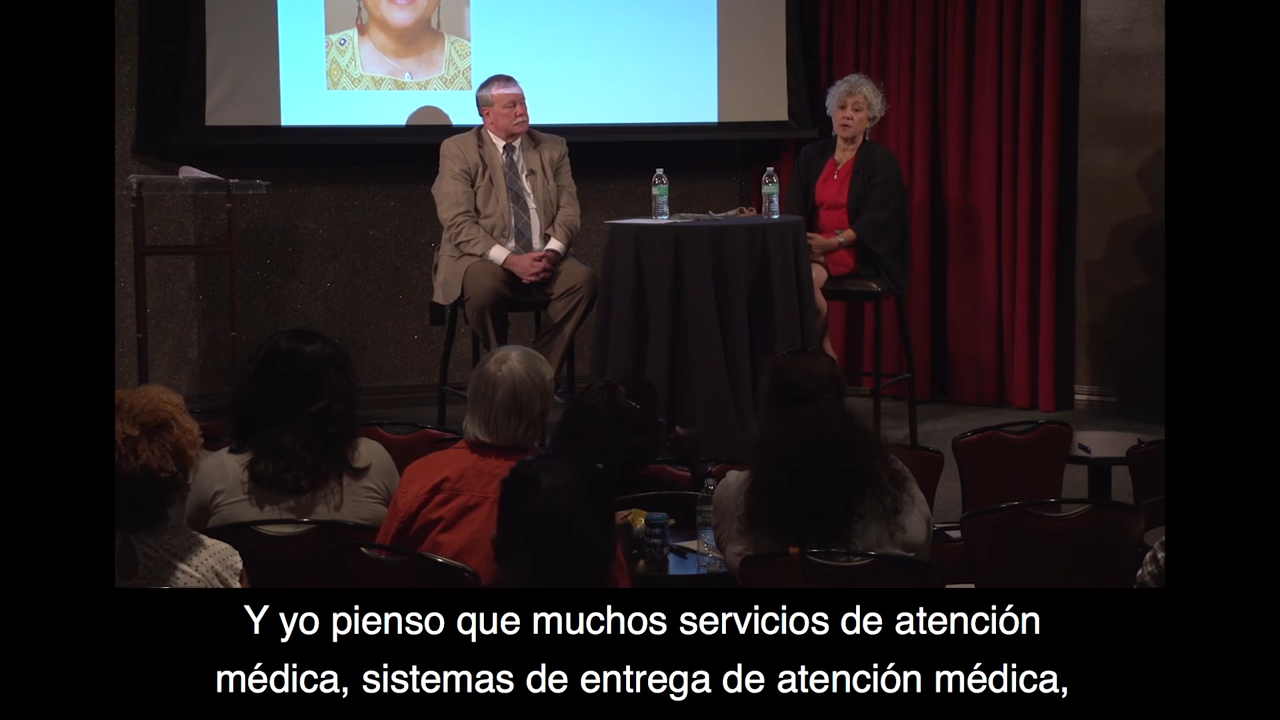 Y yo pienso que muchos servicios de atención
médica, sistemas de entrega de atención médica,